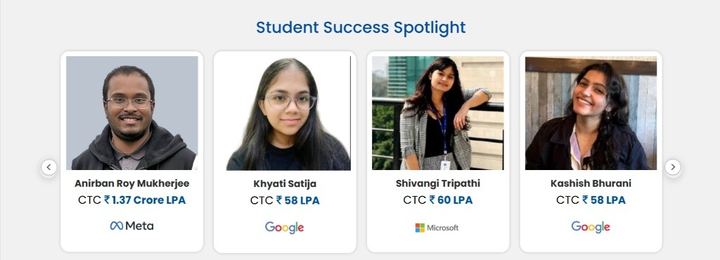 Student Success Spotlight
Anirban Roy Mukherjee
CTC ₹ 1.37 Crore LPA
Meta
Khyati Satija
CTC ₹ 58 LPA
Google
Shivangi Tripathi
CTC ₹ 60 LPA
Microsoft
Kashish Bhurani
CTC ₹ 58 LPA
Google